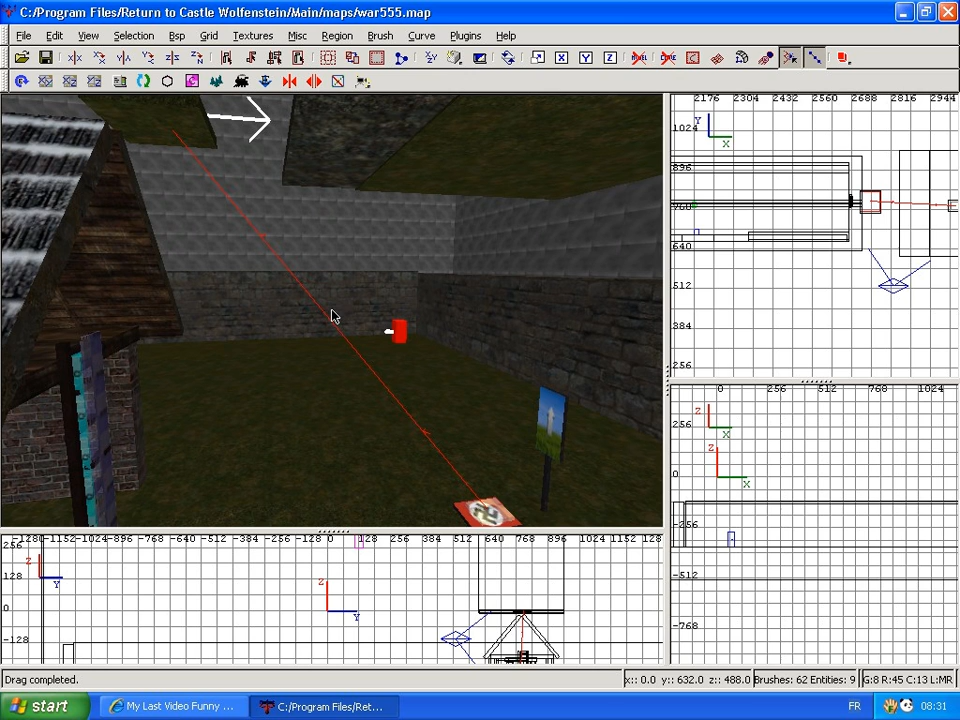 C:/Program Files/Return to Castle Wolfenstein/Main/maps/war555.map
File Edit View Selection Bsp Grid Textures Misc Region Brush Curve Plugins Help
2176 2304 2432 2560 2688 2816 2944
Y
1024
X
896
768
640
512
384
256
0 256 512 768 1024
Z
256
X
Z
0
X
-256
-512
-768
-1280 -1152 -1024 -896 -768 -640 -512 -384 -256 -128 0 128 256 384 512 640 768 896 1024 1152 128
256
Z
128
Y
Z
0
Y
-128
Drag completed.
x:: 0.0 y:: 632.0 z:: 488.0
Brushes: 62 Entities: 9
G:8 R:45 C:13 L:MR
start
My Last Video Funny ...
C:/Program Files/Ret...
FR
08:31